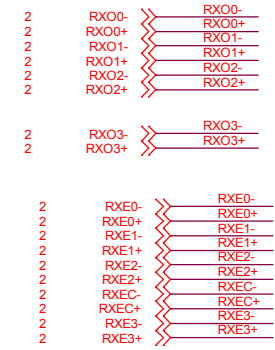 2 RXO0- RXO0-
2 RXO0+ RXO0+
2 RXO1- RXO1-
2 RXO1+ RXO1+
2 RXO2- RXO2-
2 RXO2+ RXO2+
2 RXO3- RXO3-
2 RXO3+ RXO3+
2 RXE0- RXE0-
2 RXE0+ RXE0+
2 RXE1- RXE1-
2 RXE1+ RXE1+
2 RXE2- RXE2-
2 RXE2+ RXE2+
2 RXEC- RXEC-
2 RXEC+ RXEC+
2 RXE3- RXE3-
2 RXE3+ RXE3+